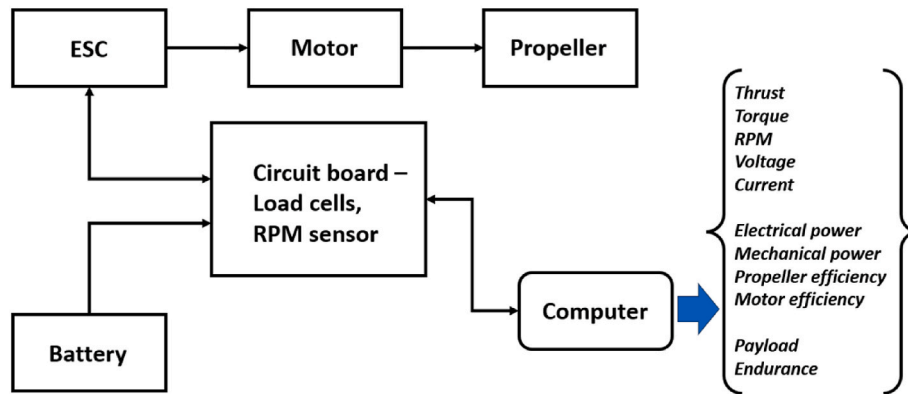 ESC
Motor
Propeller
Circuit board –
Load cells,
RPM sensor
Battery
Computer
Thrust
Torque
RPM
Voltage
Current
Electrical power
Mechanical power
Propeller efficiency
Motor efficiency
Payload
Endurance